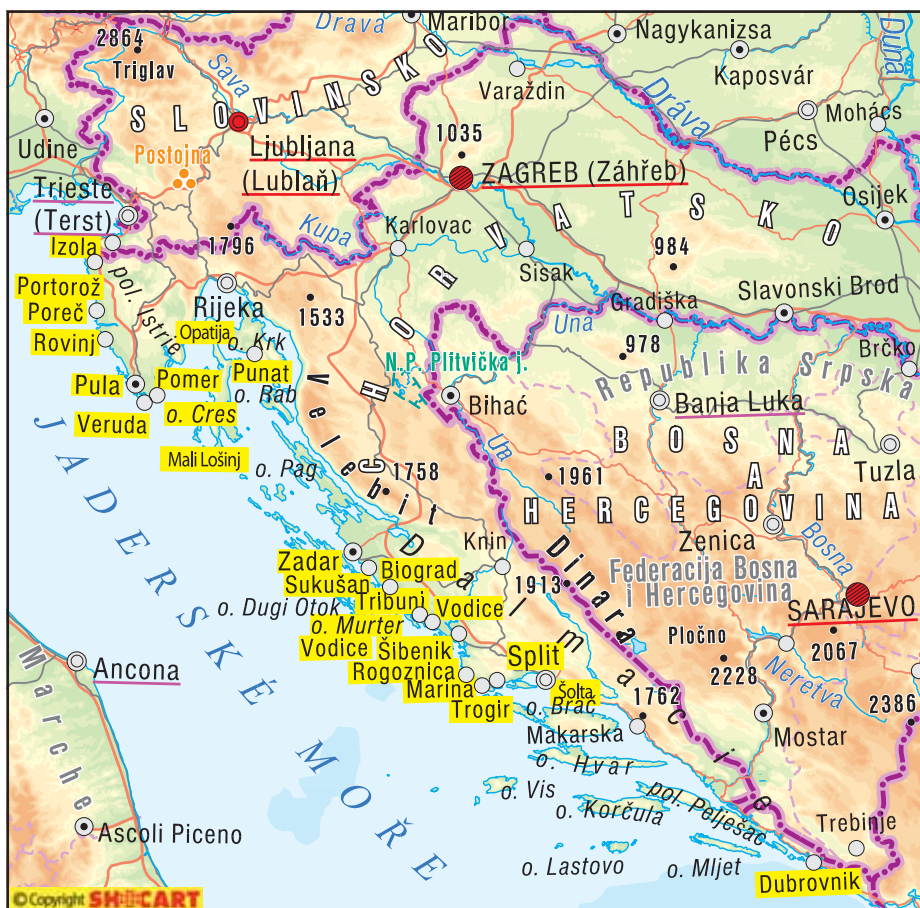 2864
Triglav
Drava
Maribor
Nagykanizsa
Duna
Sava
SLOVINSKO
Varaždin
Kaposvár
Dráva
Mohács
Pécs
Udine
Postojna
Ljubljana
(Lublaň)
1035
ZAGREB (Záhřeb)
Trieste
(Terst)
Osijek
Izola
1796
Kupa
Karlovac
CHORVATSKO
984
Sisak
pol. Istrie
Portorož
Rijeka
1533
Gradiška
Slavonski Brod
Poreč
Opatija
o. Krk
Una
978
Brčko
Rovinj
Punat
N.P. Plitvička j.
Republika Srpska
Pula
Pomer
o. Rab
Velebit
Bihać
Banja Luka
Veruda
o. Cres
Una
BOSNA
A
HERCEGOVINA
Tuzla
Mali Lošinj
o. Pag
1758
1961
JADERSKÉ MOŘE
Zenica
Bosna
Knin
Dinara
Zadar
Biograd
Dalmacie
1913
Federacija Bosna
i Hercegovina
Sukušap
Tribunj
SARAJEVO
o. Dugi Otok
Vodice
o. Murter
Vodice
Šibenik
Pločno
2067
Marche
Ancona
Rogoznica
Split
2228
Neretva
Marina
Šolta
1762
2386
Trogir
o. Brač
Makarska
Mostar
o. Hvar
o. Vis
pol. Pelješac
o. Korčula
Ascoli Piceno
Trebinje
o. Lastovo
o. Mljet
Dubrovnik
©Copyright SHOCART